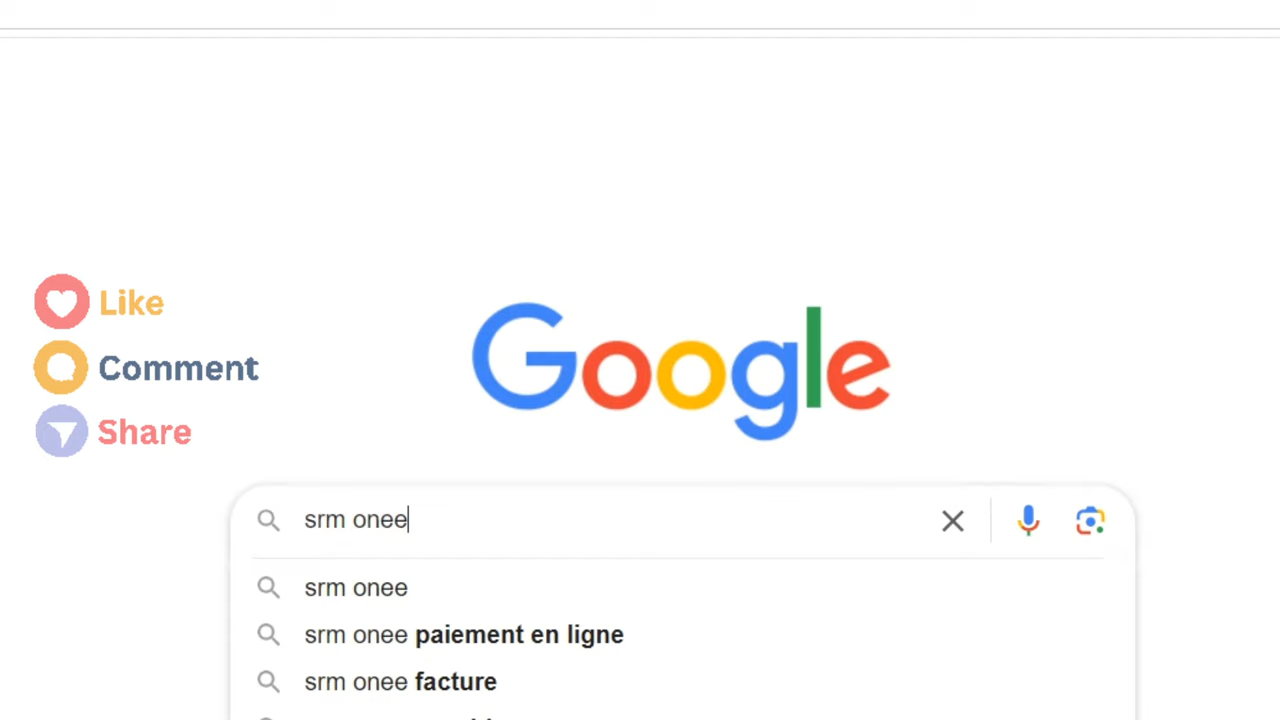 Like
Comment
Share
Google
srm onee
srm onee
srm onee paiement en ligne
srm onee facture